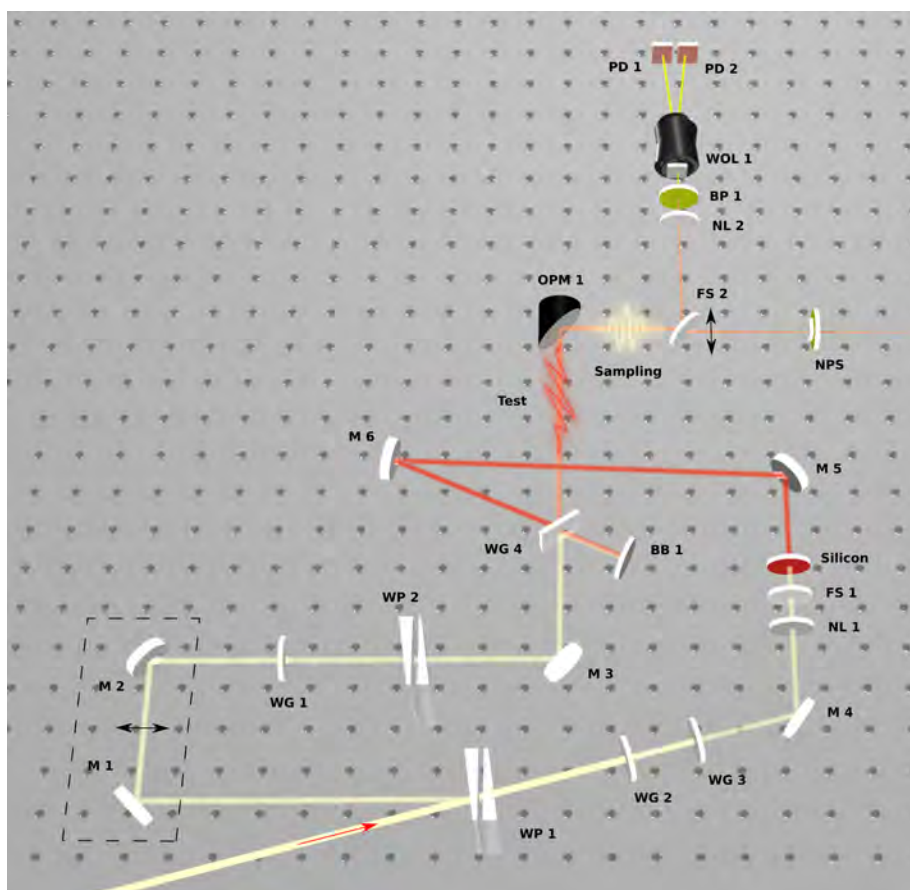 PD 1
PD 2
WOL 1
BP 1
NL 2
OPM 1
FS 2
Sampling
NPS
Test
M 6
M 5
WG 4
BB 1
Silicon
FS 1
WP 2
NL 1
M 2
WG 1
M 3
M 4
M 1
WG 3
WG 2
WP 1